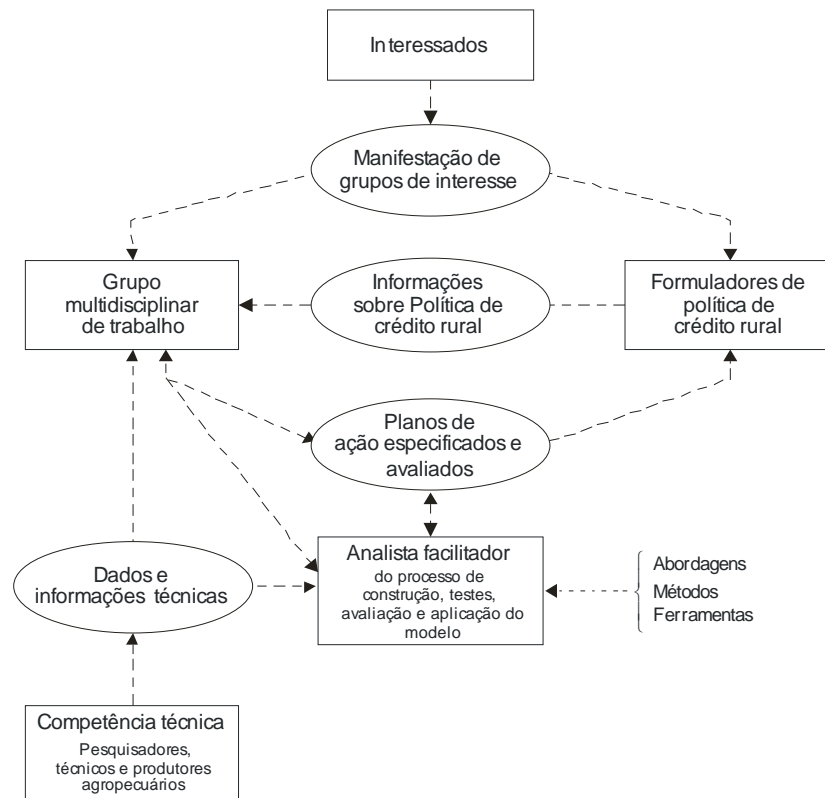 Interessados
Manifestação de
grupos de interesse
Grupo
multidisciplinar
de trabalho
Informações
sobre Política de
crédito rural
Formuladores de
política de
crédito rural
Planos de
ação especificados e
avaliados
Dados e
informações técnicas
Analista facilitador
do processo de
construção, testes,
avaliação e aplicação do
modelo
Abordagens
Métodos
Ferramentas
Competência técnica
Pesquisadores,
técnicos e produtores
agropecuários